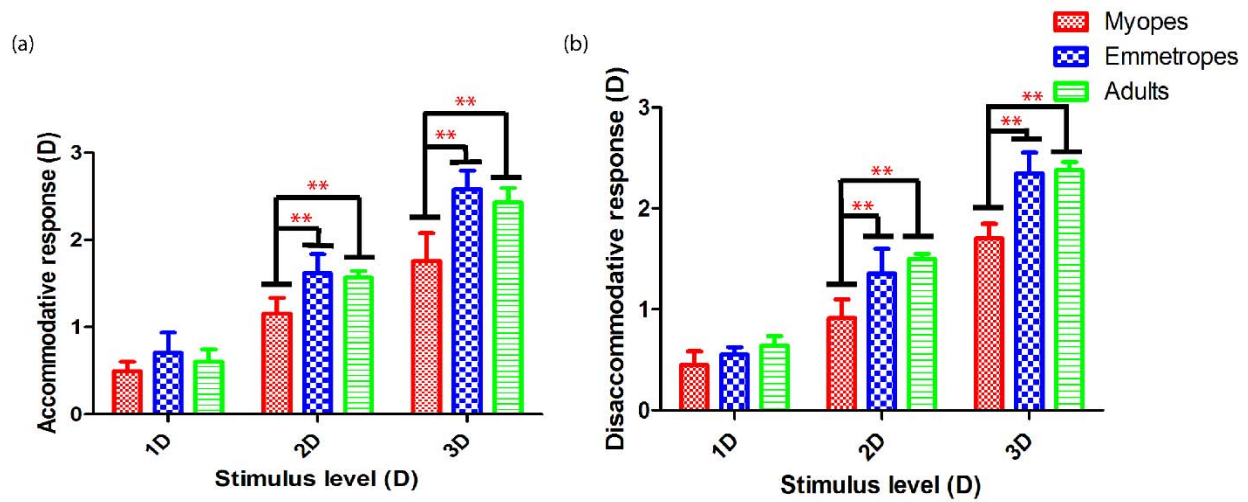 (a)
Accommodative response (D)
3
2
1
0
**
**
**
**
1D
2D
3D
Stimulus level (D)
(b)
Disaccommodative response (D)
3
2
1
0
**
**
**
**
1D
2D
3D
Stimulus level (D)
Myopes
Emmetropes
Adults